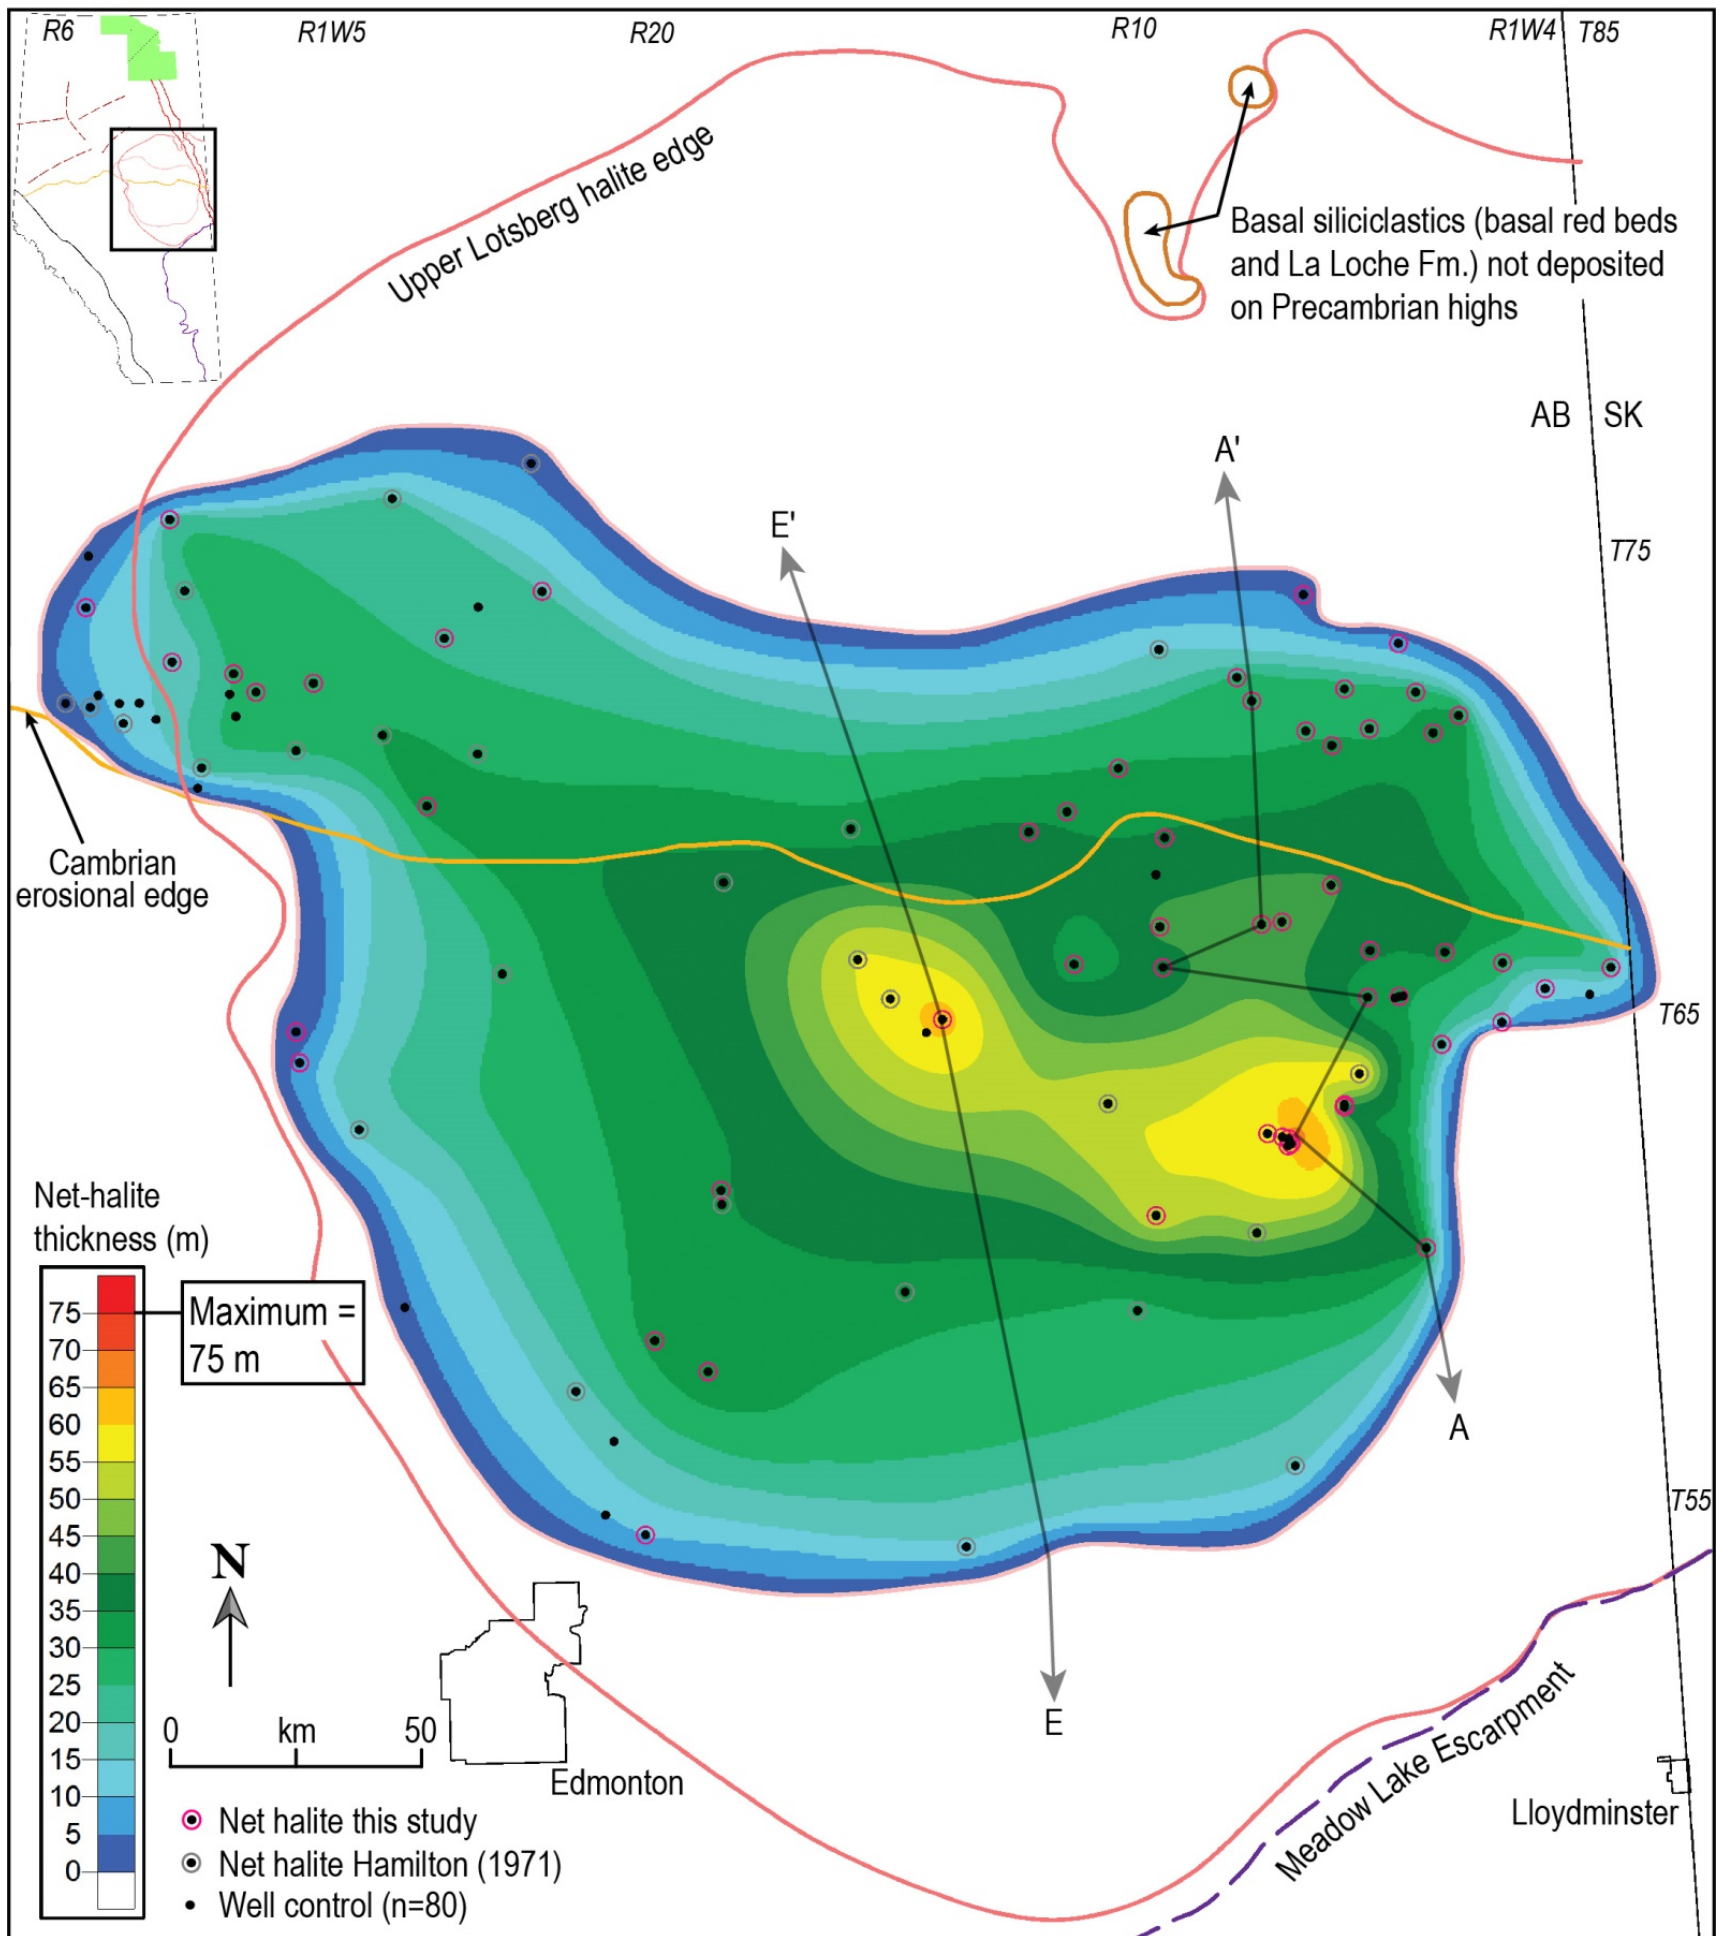 R6
R1W5
R20
R10
R1W4
T85
Upper Lotsberg halite edge
Basal siliciclastics (basal red beds
and La Loche Fm.) not deposited
on Precambrian highs
AB
SK
A'
E'
T75
Cambrian
erosional edge
T65
Net-halite
thickness (m)
75
70
65
60
55
50
45
40
35
30
25
20
15
10
5
0
Maximum =
75 m
A
T55
N
0
km
50
E
Edmonton
Meadow Lake Escarpment
Lloydminster
Net halite this study
Net halite Hamilton (1971)
Well control (n=80)